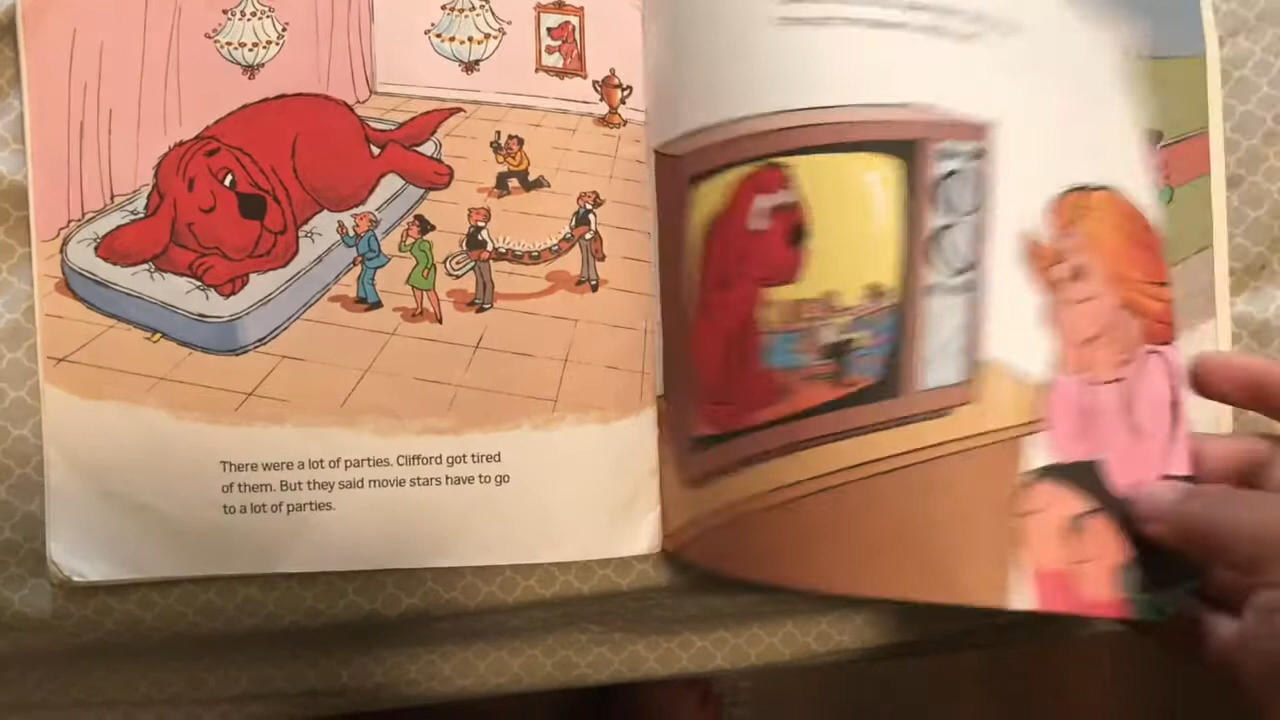 There were a lot of parties. Clifford got tired
of them. But they said movie stars have to go
to a lot of parties.